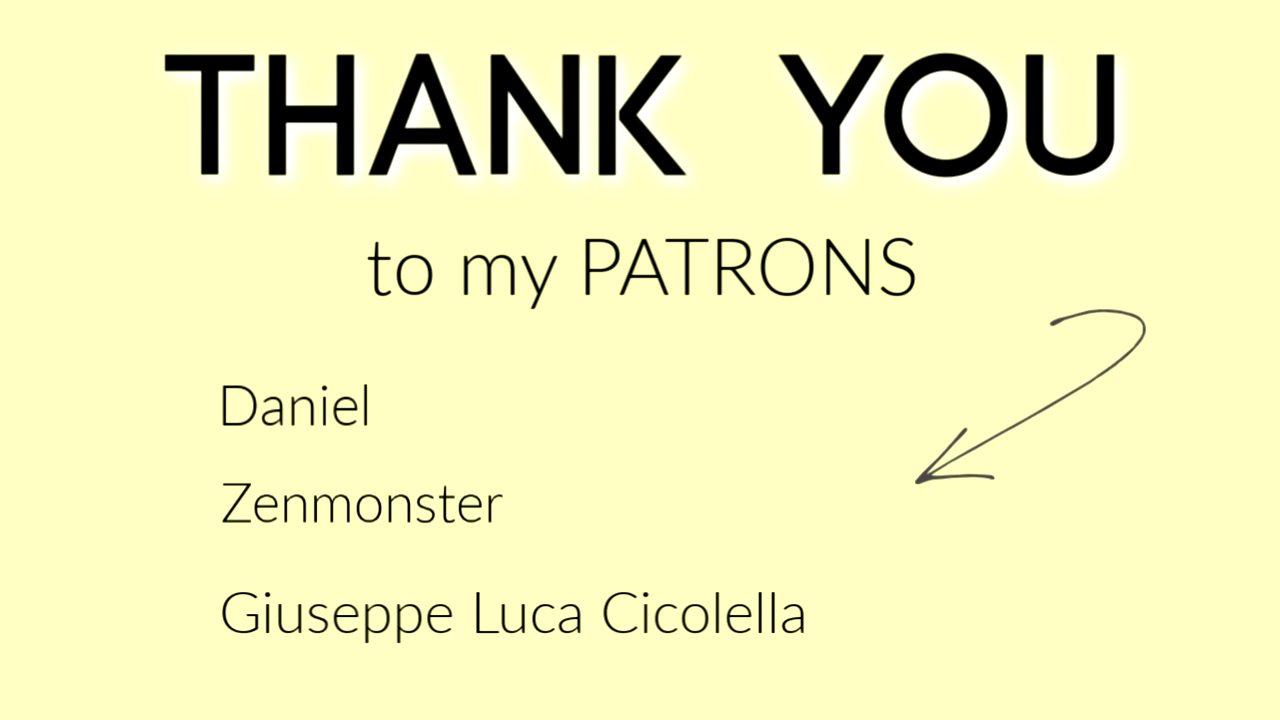 THANK YOU
to my PATRONS
Daniel
Zenmonster
Giuseppe Luca Cicolella